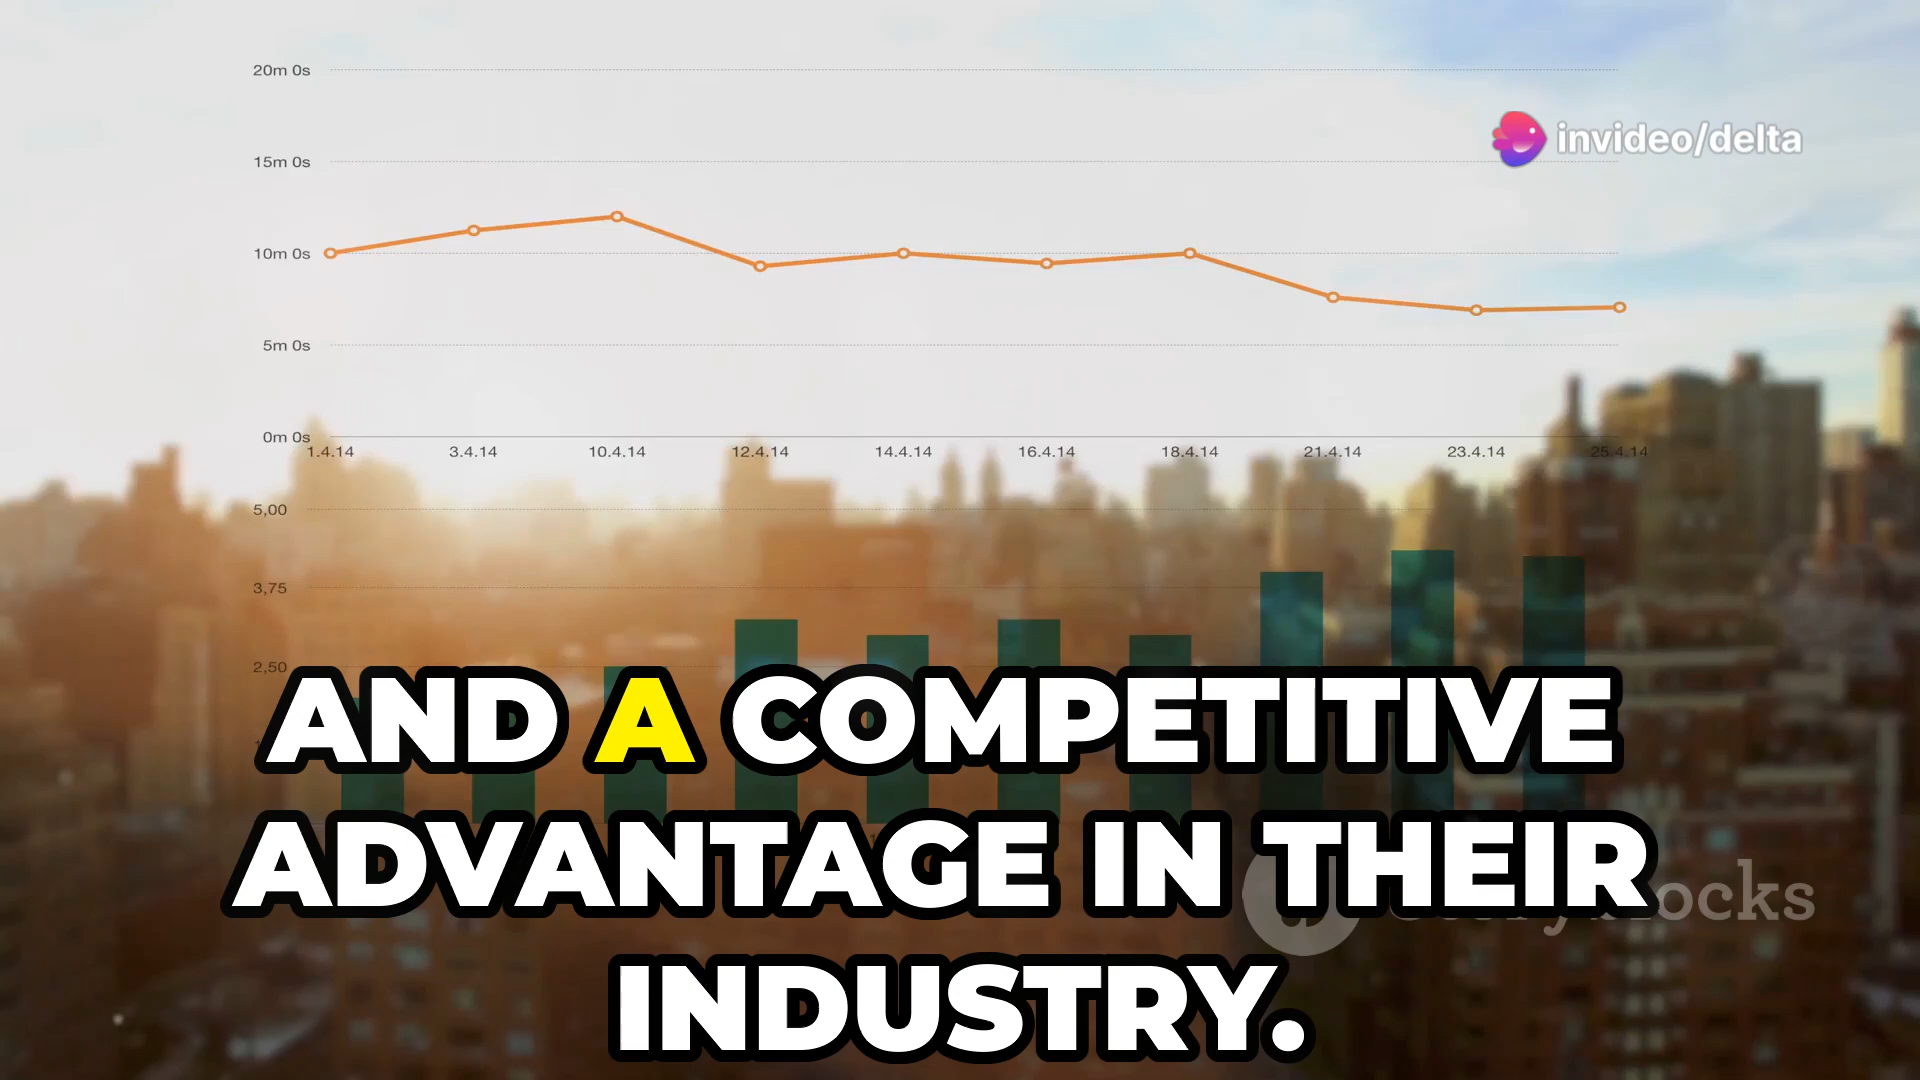 20m 0s
invideo/delta
15m 0s
10m 0s
5m 0s
0m 0s
1.4.14 3.4.14 10.4.14 12.4.14 14.4.14 16.4.14 18.4.14 21.4.14 23.4.14 25.4.14
5,00
3,75
2,50
AND A COMPETITIVE
ADVANTAGE IN THEIR
INDUSTRY.